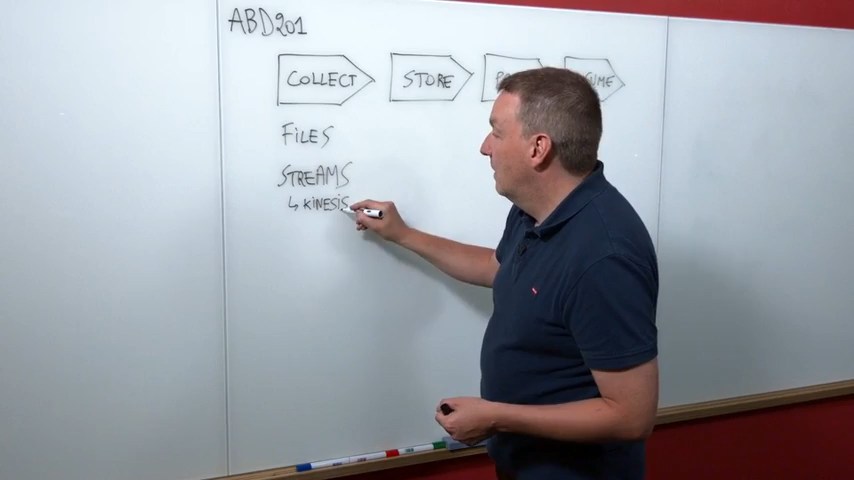 ABD201
COLLECT STORE
FILES
STREAMS
↳ KINESIS